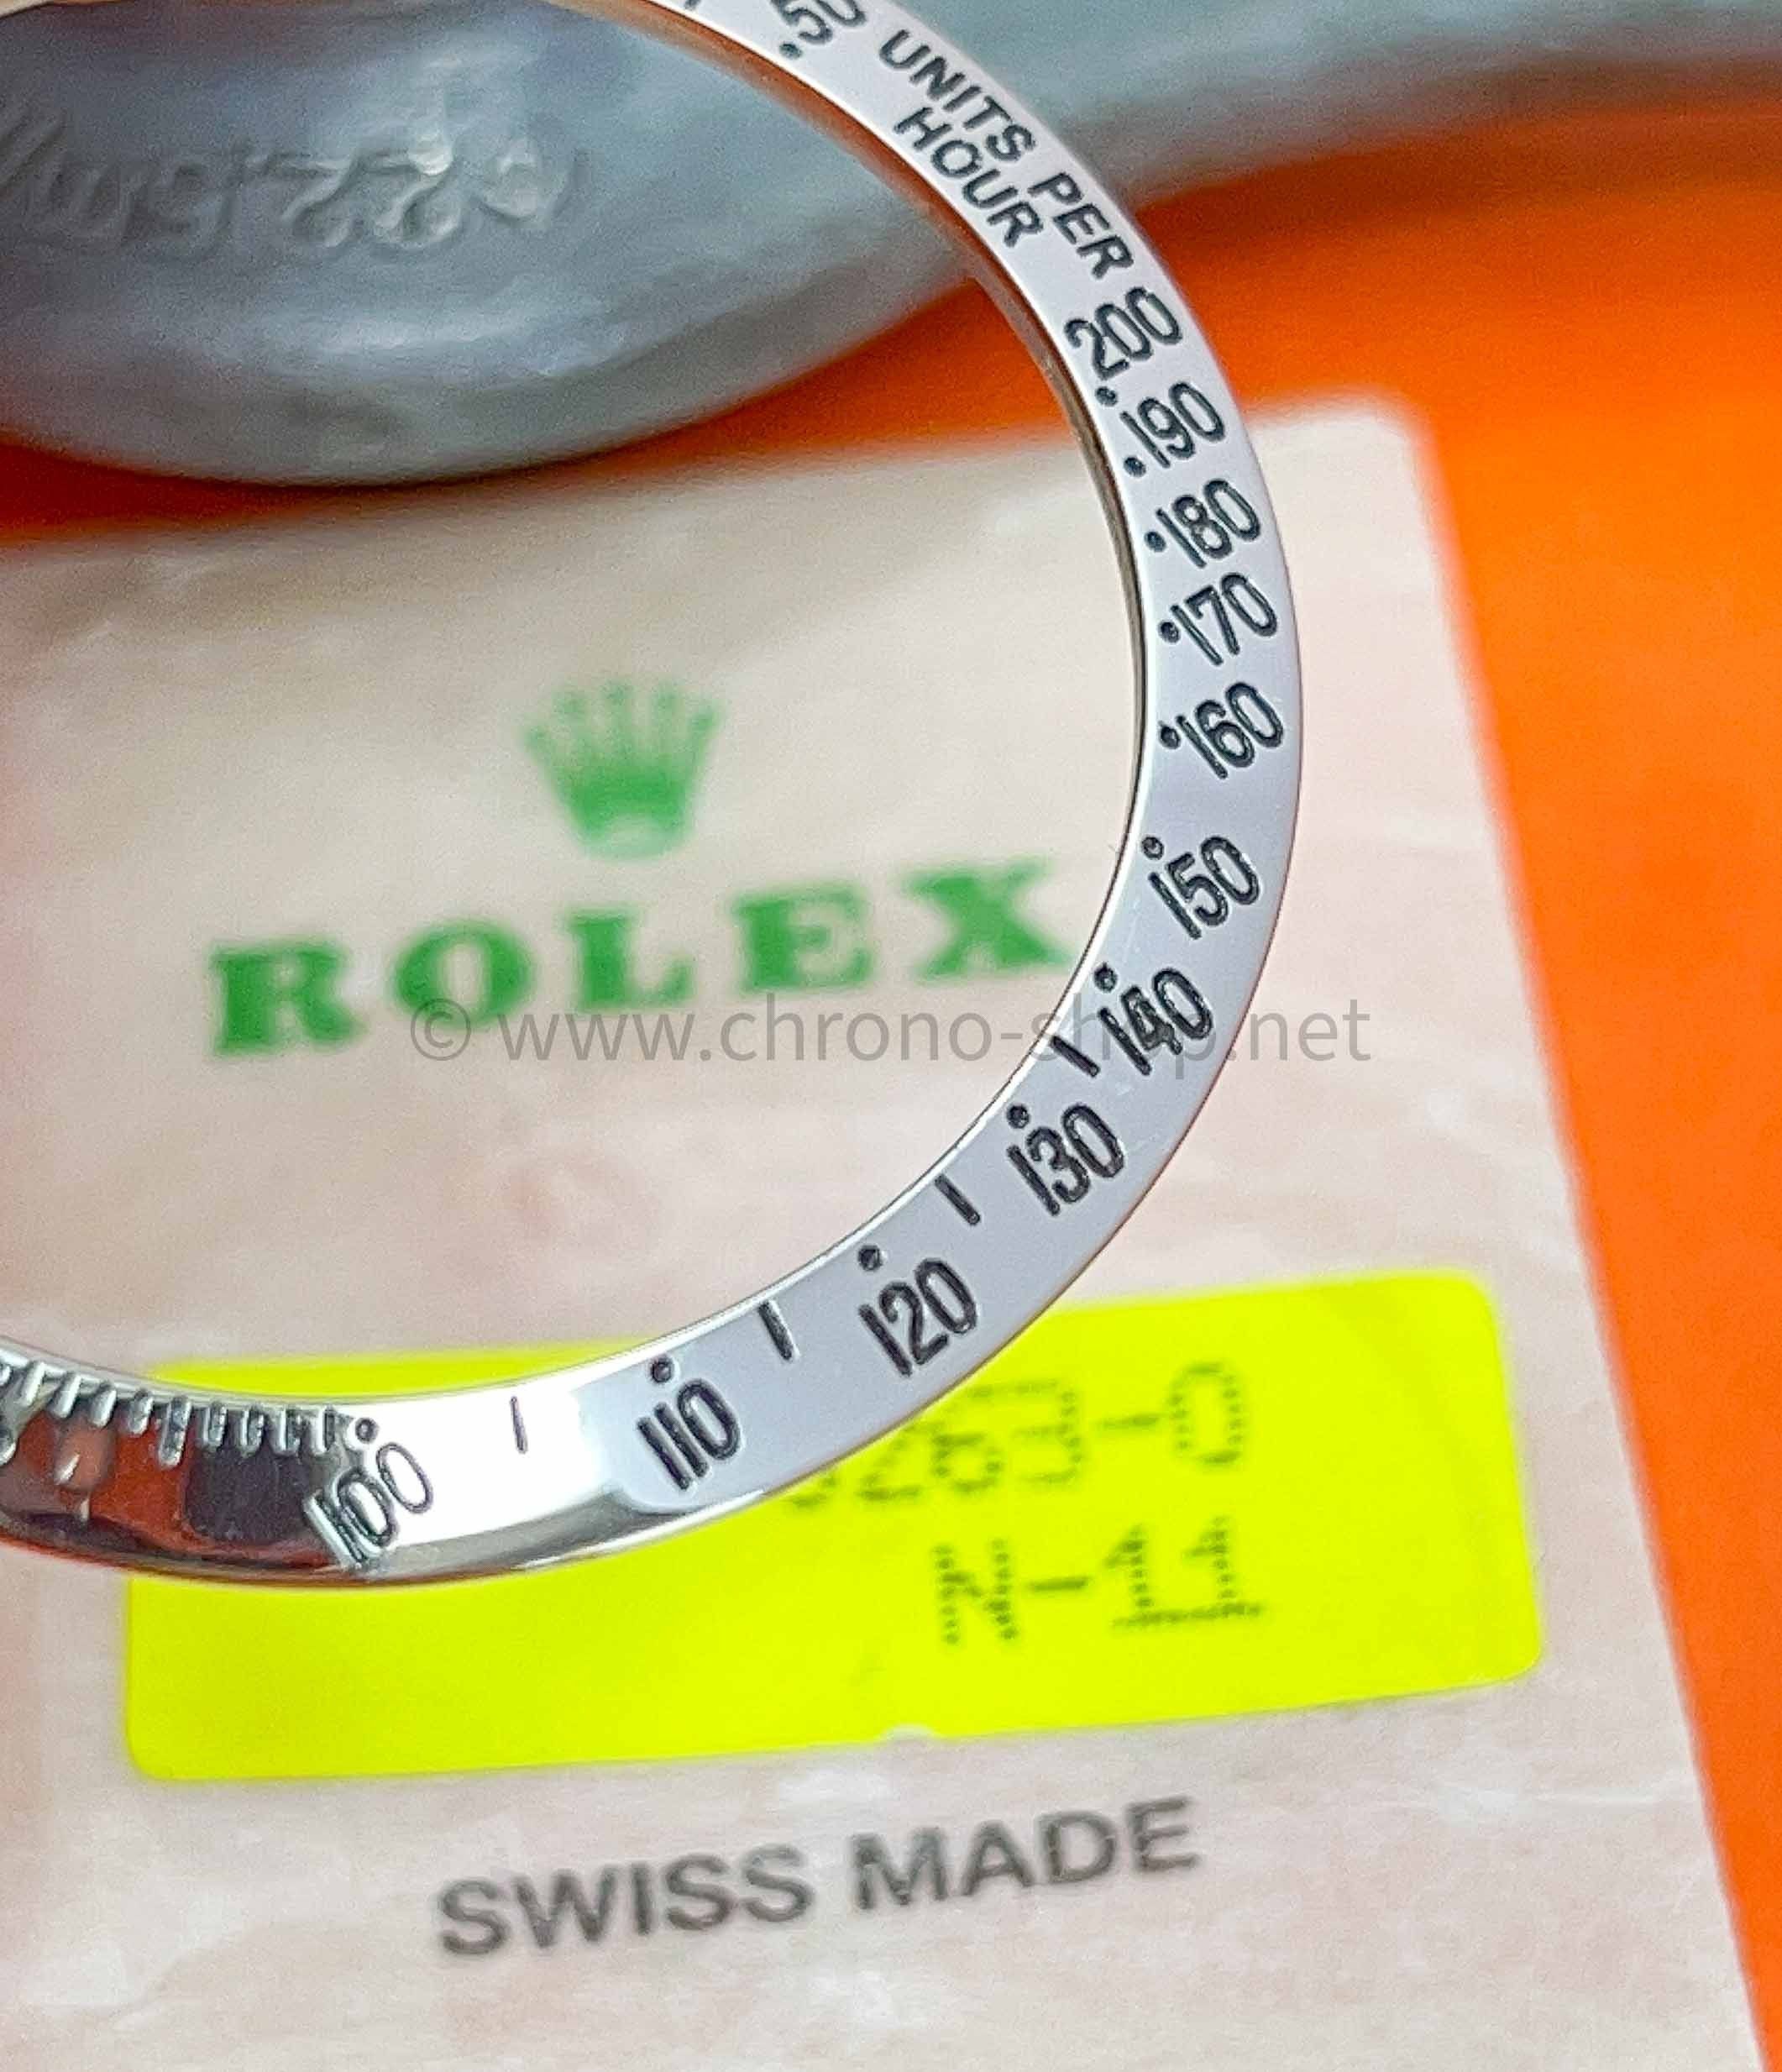 UNITS PER
HOUR
200
190
180
170
160
150
140
130
120
110
100
ROLEX
© www.chrono-shop.net
N-11
SWISS MADE